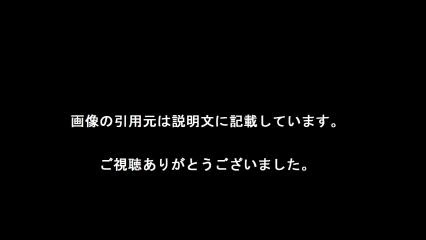 画像の引用元は説明文に記載しています。
ご視聴ありがとうございました。